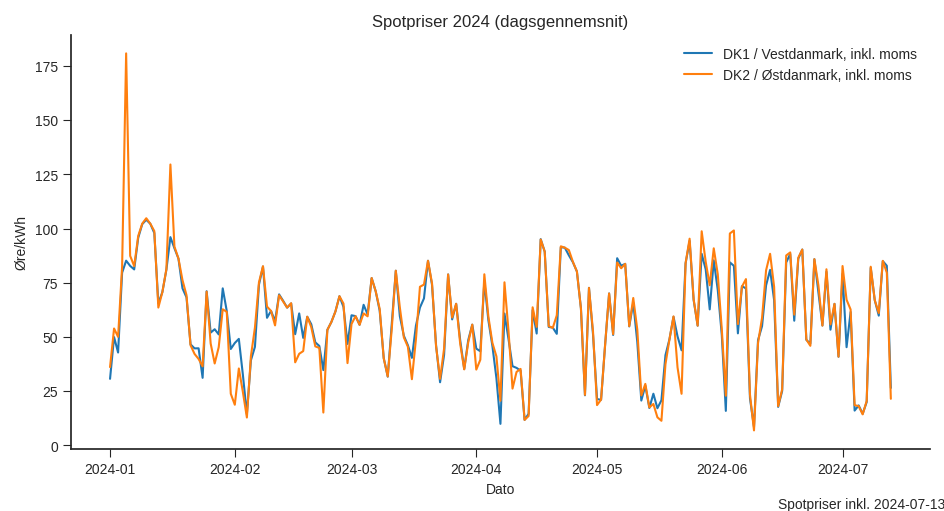 Spotpriser 2024 (dagsgennemsnit)
DK1 / Vestdanmark, inkl. moms
DK2 / Østdanmark, inkl. moms
Øre/kWh
175
150
125
100
75
50
25
0
2024-01
2024-02
2024-03
2024-04
2024-05
2024-06
2024-07
Dato
Spotpriser inkl. 2024-07-13